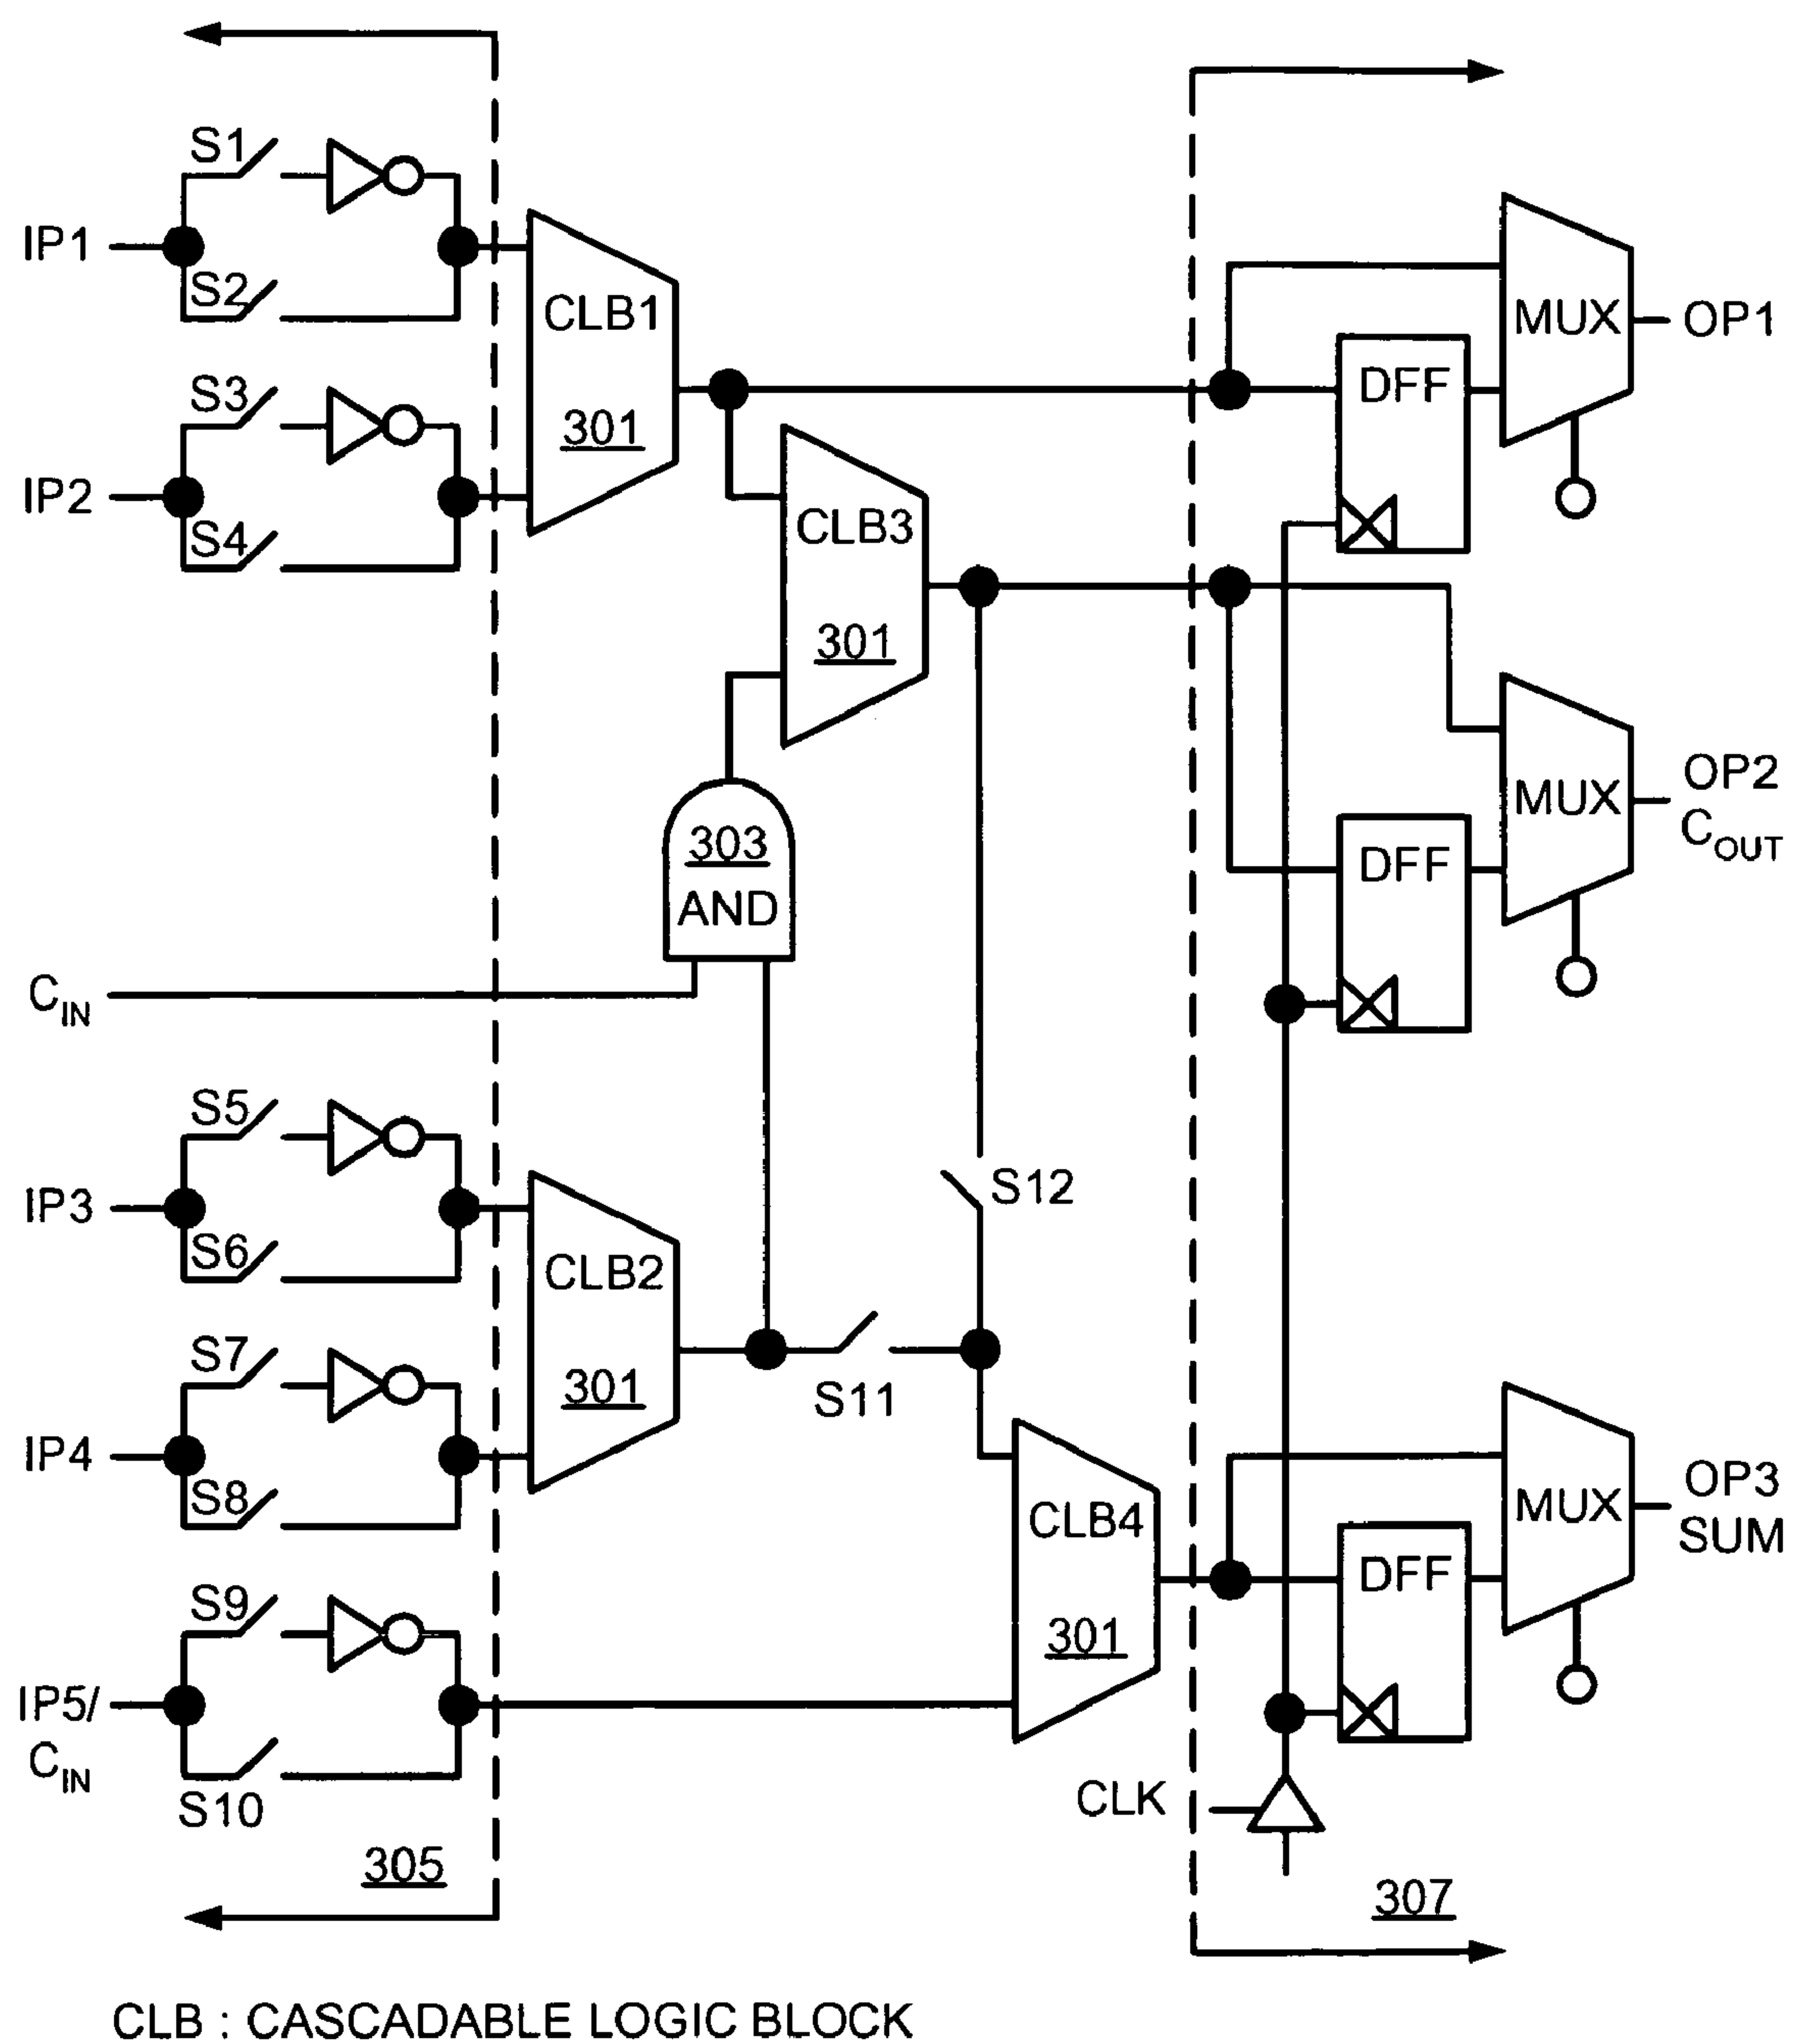 S1
IP1
S2
CLB1
301
S3
IP2
S4
CLB3
301
303
AND
CIN
S5
IP3
S6
CLB2
301
S7
IP4
S8
S11
S12
S9
IP5/
CIN
S10
CLB4
301
305
DFF
MUX
OP1
DFF
MUX
OP2
COUT
DFF
MUX
OP3
SUM
CLK
307
CLB : CASCADABLE LOGIC BLOCK